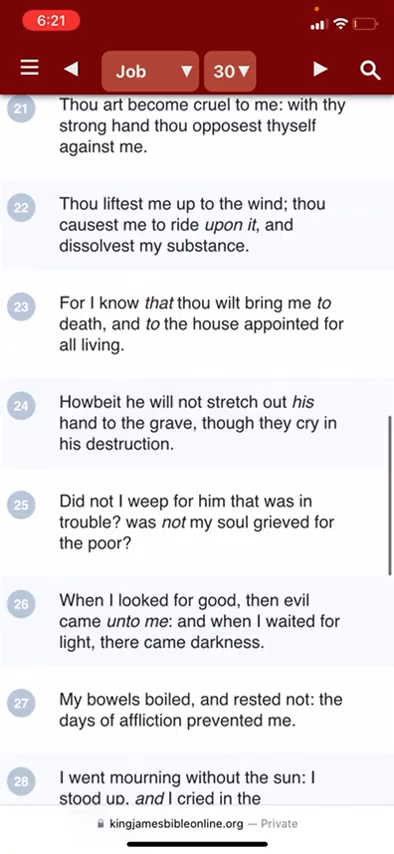 6:21
Job ▼ 30▼
21 Thou art become cruel to me: with thy
strong hand thou opposest thyself
against me.
22 Thou liftest me up to the wind; thou
causest me to ride upon it, and
dissolvest my substance.
23 For I know that thou wilt bring me to
death, and to the house appointed for
all living.
24 Howbeit he will not stretch out his
hand to the grave, though they cry in
his destruction.
25 Did not I weep for him that was in
trouble? was not my soul grieved for
the poor?
26 When I looked for good, then evil
came unto me: and when I waited for
light, there came darkness.
27 My bowels boiled, and rested not: the
days of affliction prevented me.
28 I went mourning without the sun: I
stood up, and I cried in the
kingjamesbibleonline.org — Private